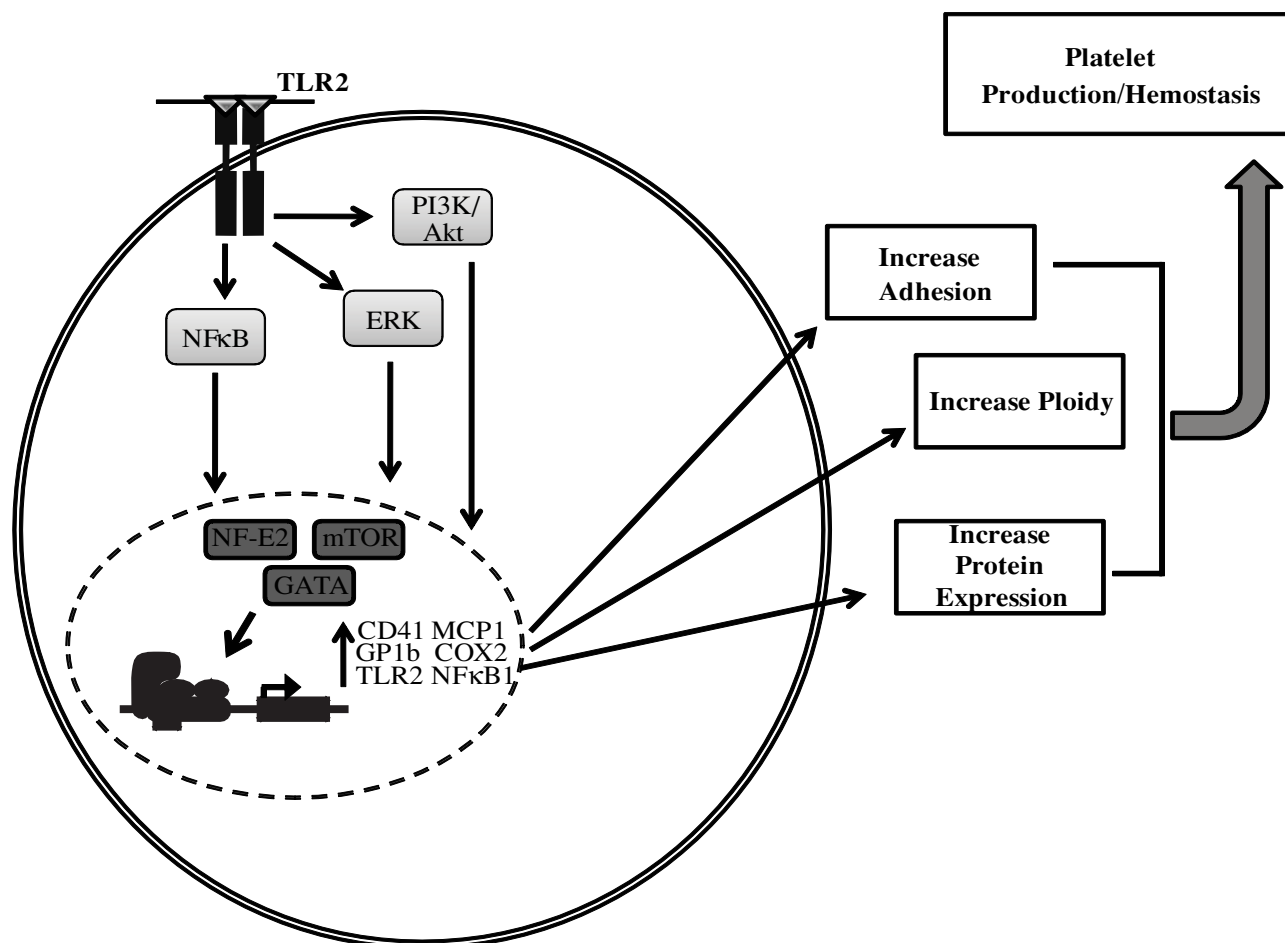 Platelet
Production/Hemostasis
TLR2
PI3K/
Akt
NFκB
ERK
Increase
Adhesion
Increase Ploidy
Increase
Protein
Expression
NF-E2
mTOR
GATA
CD41 MCP1
GP1b COX2
TLR2 NFκB1